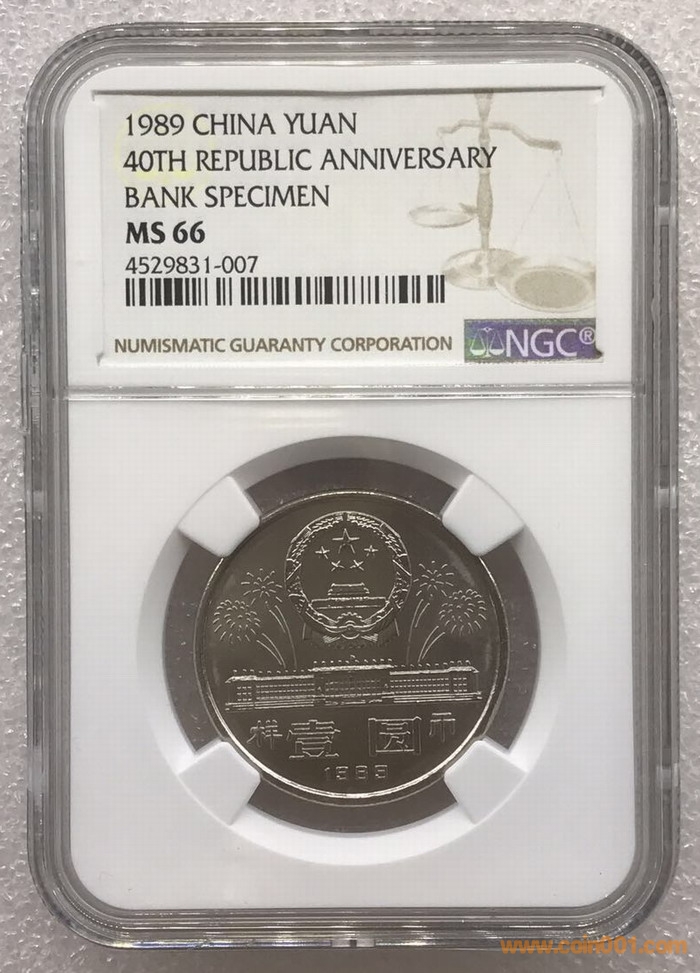 1989 CHINA YUAN
40TH REPUBLIC ANNIVERSARY
BANK SPECIMEN
MS 66
4529831-007
NUMISMATIC GUARANTY CORPORATION
NGC®
样 壹 圆 币
1989
www.coin001.com